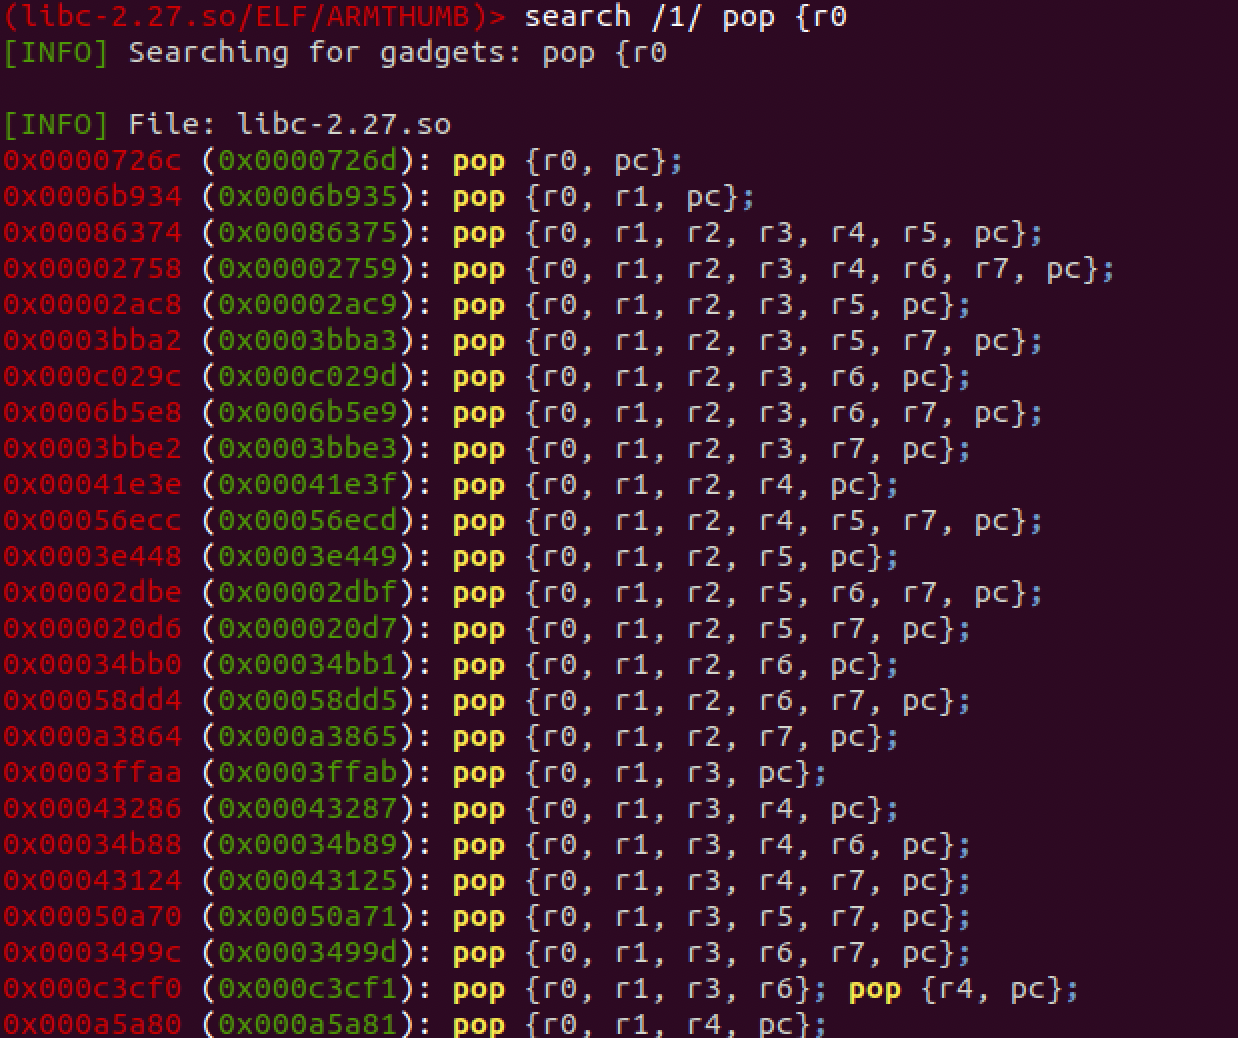 (libc-2.27.so/ELF/ARMTHUMB)> search /1/ pop {r0
[INFO] Searching for gadgets: pop {r0
[INFO] File: libc-2.27.so
0x0000726c (0x0000726d): pop {r0, pc};
0x0006b934 (0x0006b935): pop {r0, r1, pc};
0x00086374 (0x00086375): pop {r0, r1, r2, r3, r4, r5, pc};
0x00002758 (0x00002759): pop {r0, r1, r2, r3, r4, r6, r7, pc};
0x00002ac8 (0x00002ac9): pop {r0, r1, r2, r3, r5, pc};
0x0003bba2 (0x0003bba3): pop {r0, r1, r2, r3, r5, r7, pc};
0x000c029c (0x000c029d): pop {r0, r1, r2, r3, r6, pc};
0x0006b5e8 (0x0006b5e9): pop {r0, r1, r2, r3, r6, r7, pc};
0x0003bbe2 (0x0003bbe3): pop {r0, r1, r2, r3, r7, pc};
0x00041e3e (0x00041e3f): pop {r0, r1, r2, r4, pc};
0x00056ecc (0x00056ecd): pop {r0, r1, r2, r4, r5, r7, pc};
0x0003e448 (0x0003e449): pop {r0, r1, r2, r5, pc};
0x00002dbe (0x00002dbf): pop {r0, r1, r2, r5, r6, r7, pc};
0x000020d6 (0x000020d7): pop {r0, r1, r2, r5, r7, pc};
0x00034bb0 (0x00034bb1): pop {r0, r1, r2, r6, pc};
0x00058dd4 (0x00058dd5): pop {r0, r1, r2, r6, r7, pc};
0x000a3864 (0x000a3865): pop {r0, r1, r2, r7, pc};
0x0003ffaa (0x0003ffab): pop {r0, r1, r3, pc};
0x00043286 (0x00043287): pop {r0, r1, r3, r4, pc};
0x00034b88 (0x00034b89): pop {r0, r1, r3, r4, r6, pc};
0x00043124 (0x00043125): pop {r0, r1, r3, r4, r7, pc};
0x00050a70 (0x00050a71): pop {r0, r1, r3, r5, r7, pc};
0x0003499c (0x0003499d): pop {r0, r1, r3, r6, r7, pc};
0x000c3cf0 (0x000c3cf1): pop {r0, r1, r3, r6}; pop {r4, pc};
0x000a5a80 (0x000a5a81): pop {r0, r1, r4, pc};